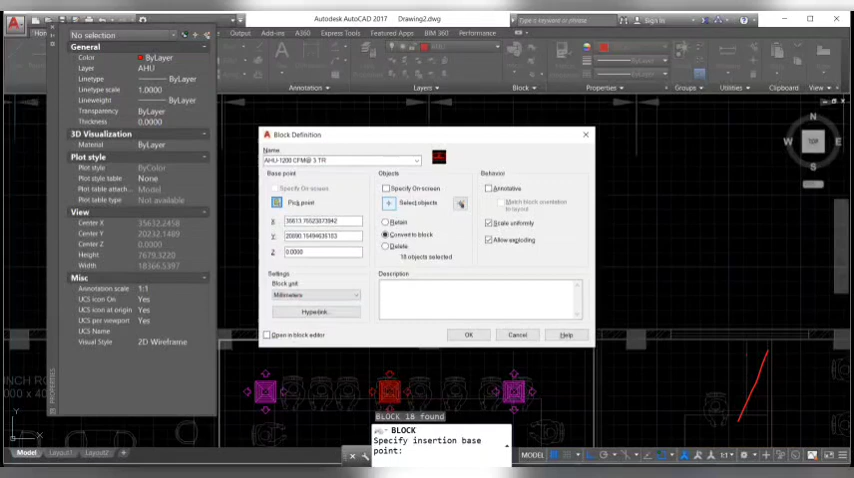 Autodesk AutoCAD 2017 Drawing2.dwg
Type a keyword or phrase
Sign In
Output Add-ins A360 Express Tools Featured Apps BIM 360 Performance
AHU
ByLayer
Annotation
Layers
Block
Properties
Groups
Utilities
Clipboard
View
No selection
General
Color ByLayer
Layer AHU
Linetype ByLayer
Linetype scale 1.0000
Lineweight ByLayer
Transparency ByLayer
Thickness 0.0000
3D Visualization
Material ByLayer
Plot style
Plot style ByColor
Plot style table None
Plot table attach... Model
Plot table type Not available
View
Center X 35632.2458
Center Y 20232.1489
Center Z 0.0000
Height 7679.3220
Width 18366.5397
Misc
Annotation scale 1:1
UCS icon On Yes
UCS icon at origin Yes
UCS per viewport Yes
UCS Name
Visual Style 2D Wireframe
PROPERTIES
Block Definition
Name:
AHU-1200 CFM@ 3 TR
Base point
Specify On-screen
Pick point
X:
Y:
Z: 0.0000
Objects
Specify On-screen
Select objects
Retain
Convert to block
Delete
18 objects selected
Behavior
Annotative
Match block orientation
to layout
Scale uniformly
Allow exploding
Settings
Block unit:
Millimeters
Hyperlink...
Description
Open in block editor
OK Cancel Help
N
W
E
S
TOP
Y
X
BLOCK 18 found
BLOCK
Specify insertion base
point:
Model Layout1 Layout2 +
MODEL
1:1